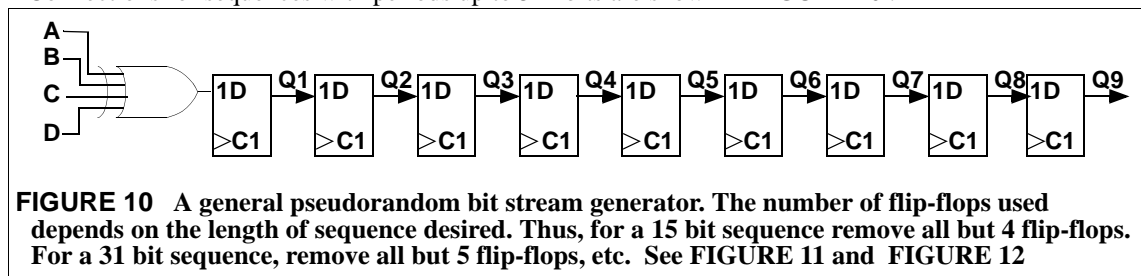 A
B
C
D
1D Q1 1D Q2 1D Q3 1D Q4 1D Q5 1D Q6 1D Q7 1D Q8 1D Q9
>C1 >C1 >C1 >C1 >C1 >C1 >C1 >C1 >C1
FIGURE 10 A general pseudorandom bit stream generator. The number of flip-flops used
depends on the length of sequence desired. Thus, for a 15 bit sequence remove all but 4 flip-flops.
For a 31 bit sequence, remove all but 5 flip-flops, etc. See FIGURE 11 and FIGURE 12